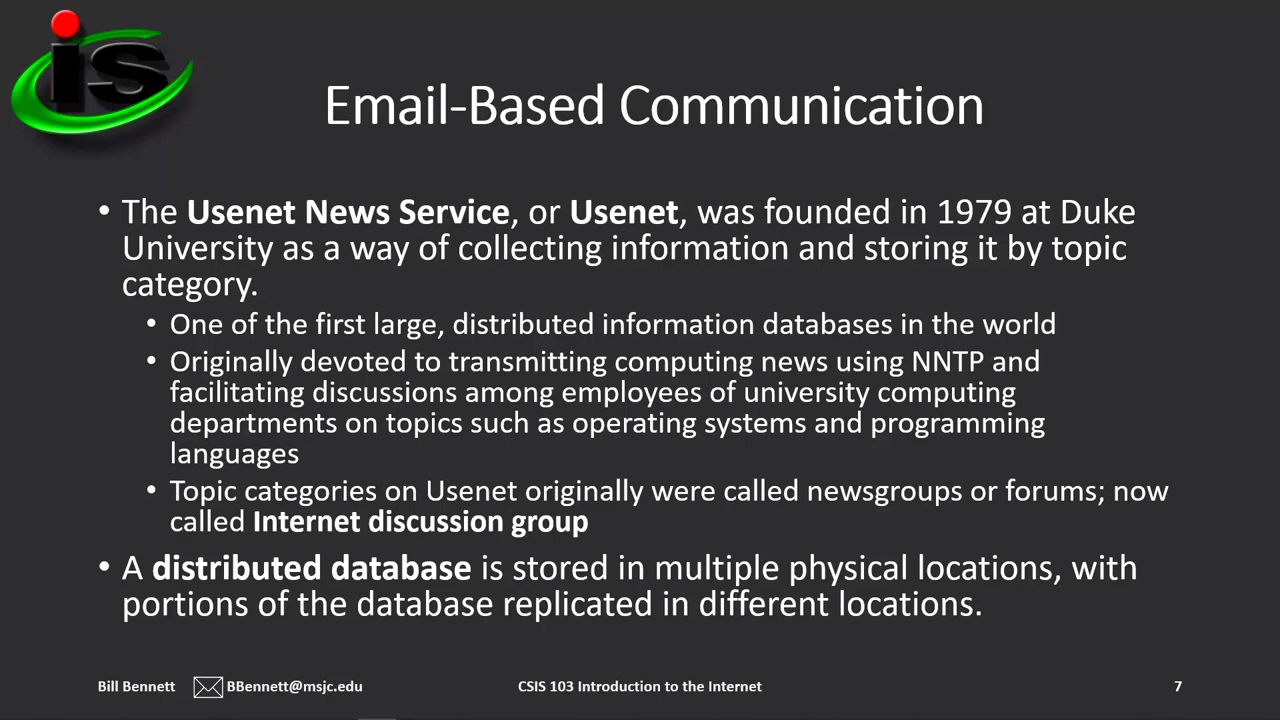 is
Email-Based Communication
• The Usenet News Service, or Usenet, was founded in 1979 at Duke
University as a way of collecting information and storing it by topic
category.
• One of the first large, distributed information databases in the world
• Originally devoted to transmitting computing news using NNTP and
facilitating discussions among employees of university computing
departments on topics such as operating systems and programming
languages
• Topic categories on Usenet originally were called newsgroups or forums; now
called Internet discussion group
• A distributed database is stored in multiple physical locations, with
portions of the database replicated in different locations.
Bill Bennett BBennett@msjc.edu CSIS 103 Introduction to the Internet 7